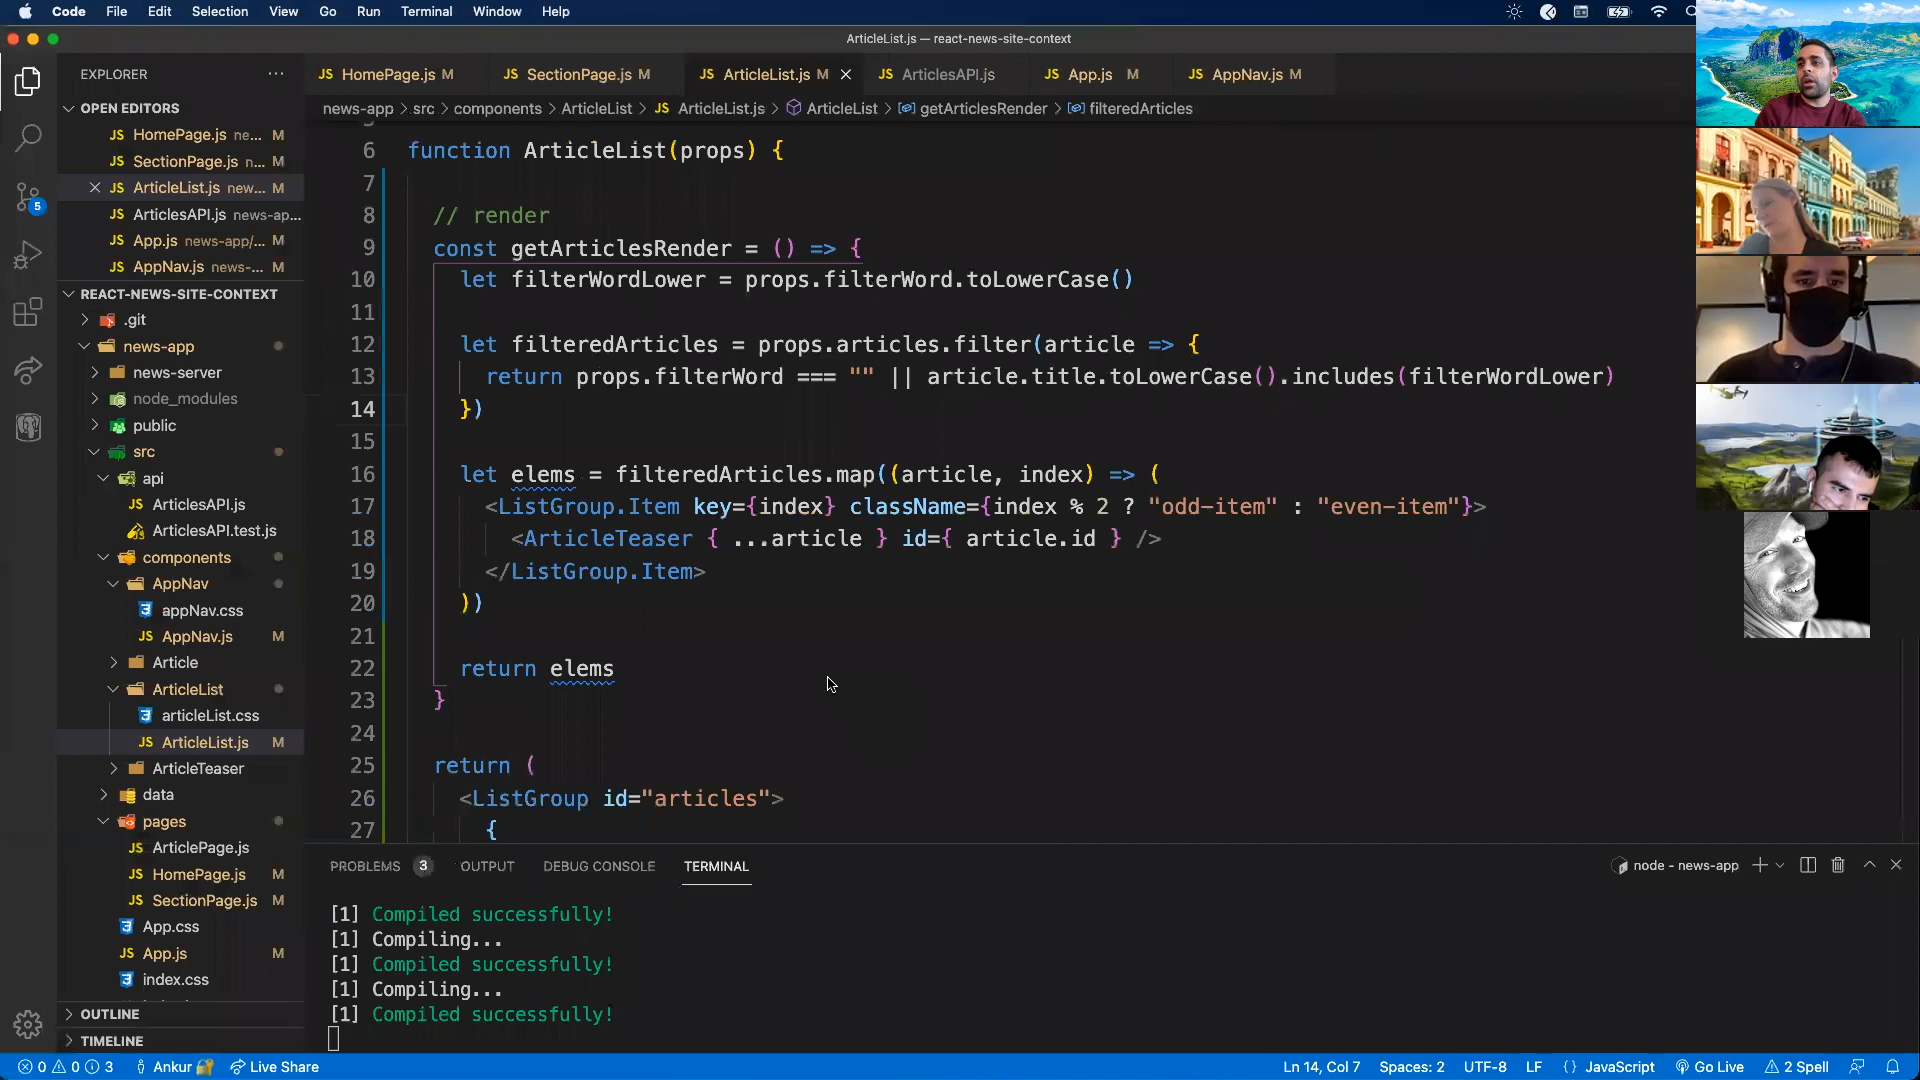 Code File Edit Selection View Go Run Terminal Window Help
ArticleList.js — react-news-site-context
EXPLORER
JS HomePage.js M
JS SectionPage.js M
JS ArticleList.js M
JS ArticlesAPI.js
JS App.js M
JS AppNav.js M
OPEN EDITORS
news-app > src > components > ArticleList > JS ArticleList.js > ArticleList > getArticlesRender > filteredArticles
JS HomePage.js ne... M
JS SectionPage.js n... M
JS ArticleList.js new... M
JS ArticlesAPI.js news-ap...
JS App.js news-app/... M
JS AppNav.js news-... M
REACT-NEWS-SITE-CONTEXT
.git
news-app
news-server
node_modules
public
src
api
JS ArticlesAPI.js
ArticlesAPI.test.js
components
AppNav
appNav.css
JS AppNav.js M
Article
ArticleList
articleList.css
JS ArticleList.js M
ArticleTeaser
data
pages
JS ArticlePage.js
JS HomePage.js M
JS SectionPage.js M
App.css
JS App.js M
index.css
OUTLINE
TIMELINE
5
6 function ArticleList(props) {
7
8 // render
9 const getArticlesRender = () => {
10 let filterWordLower = props.filterWord.toLowerCase()
11
12 let filteredArticles = props.articles.filter(article => {
13 return props.filterWord === "" || article.title.toLowerCase().includes(filterWordLower)
14 })
15
16 let elems = filteredArticles.map((article, index) => (
17 <ListGroup.Item key={index} className={index % 2 ? "odd-item" : "even-item"}>
18 <ArticleTeaser { ...article } id={ article.id } />
19 </ListGroup.Item>
20 ))
21
22 return elems
23 }
24
25 return (
26 <ListGroup id="articles">
27 {
PROBLEMS 3 OUTPUT DEBUG CONSOLE TERMINAL
node - news-app
[1] Compiled successfully!
[1] Compiling...
[1] Compiled successfully!
[1] Compiling...
[1] Compiled successfully!
0 0 3 Ankur Live Share
Ln 14, Col 7 Spaces: 2 UTF-8 LF {} JavaScript Go Live 2 Spell